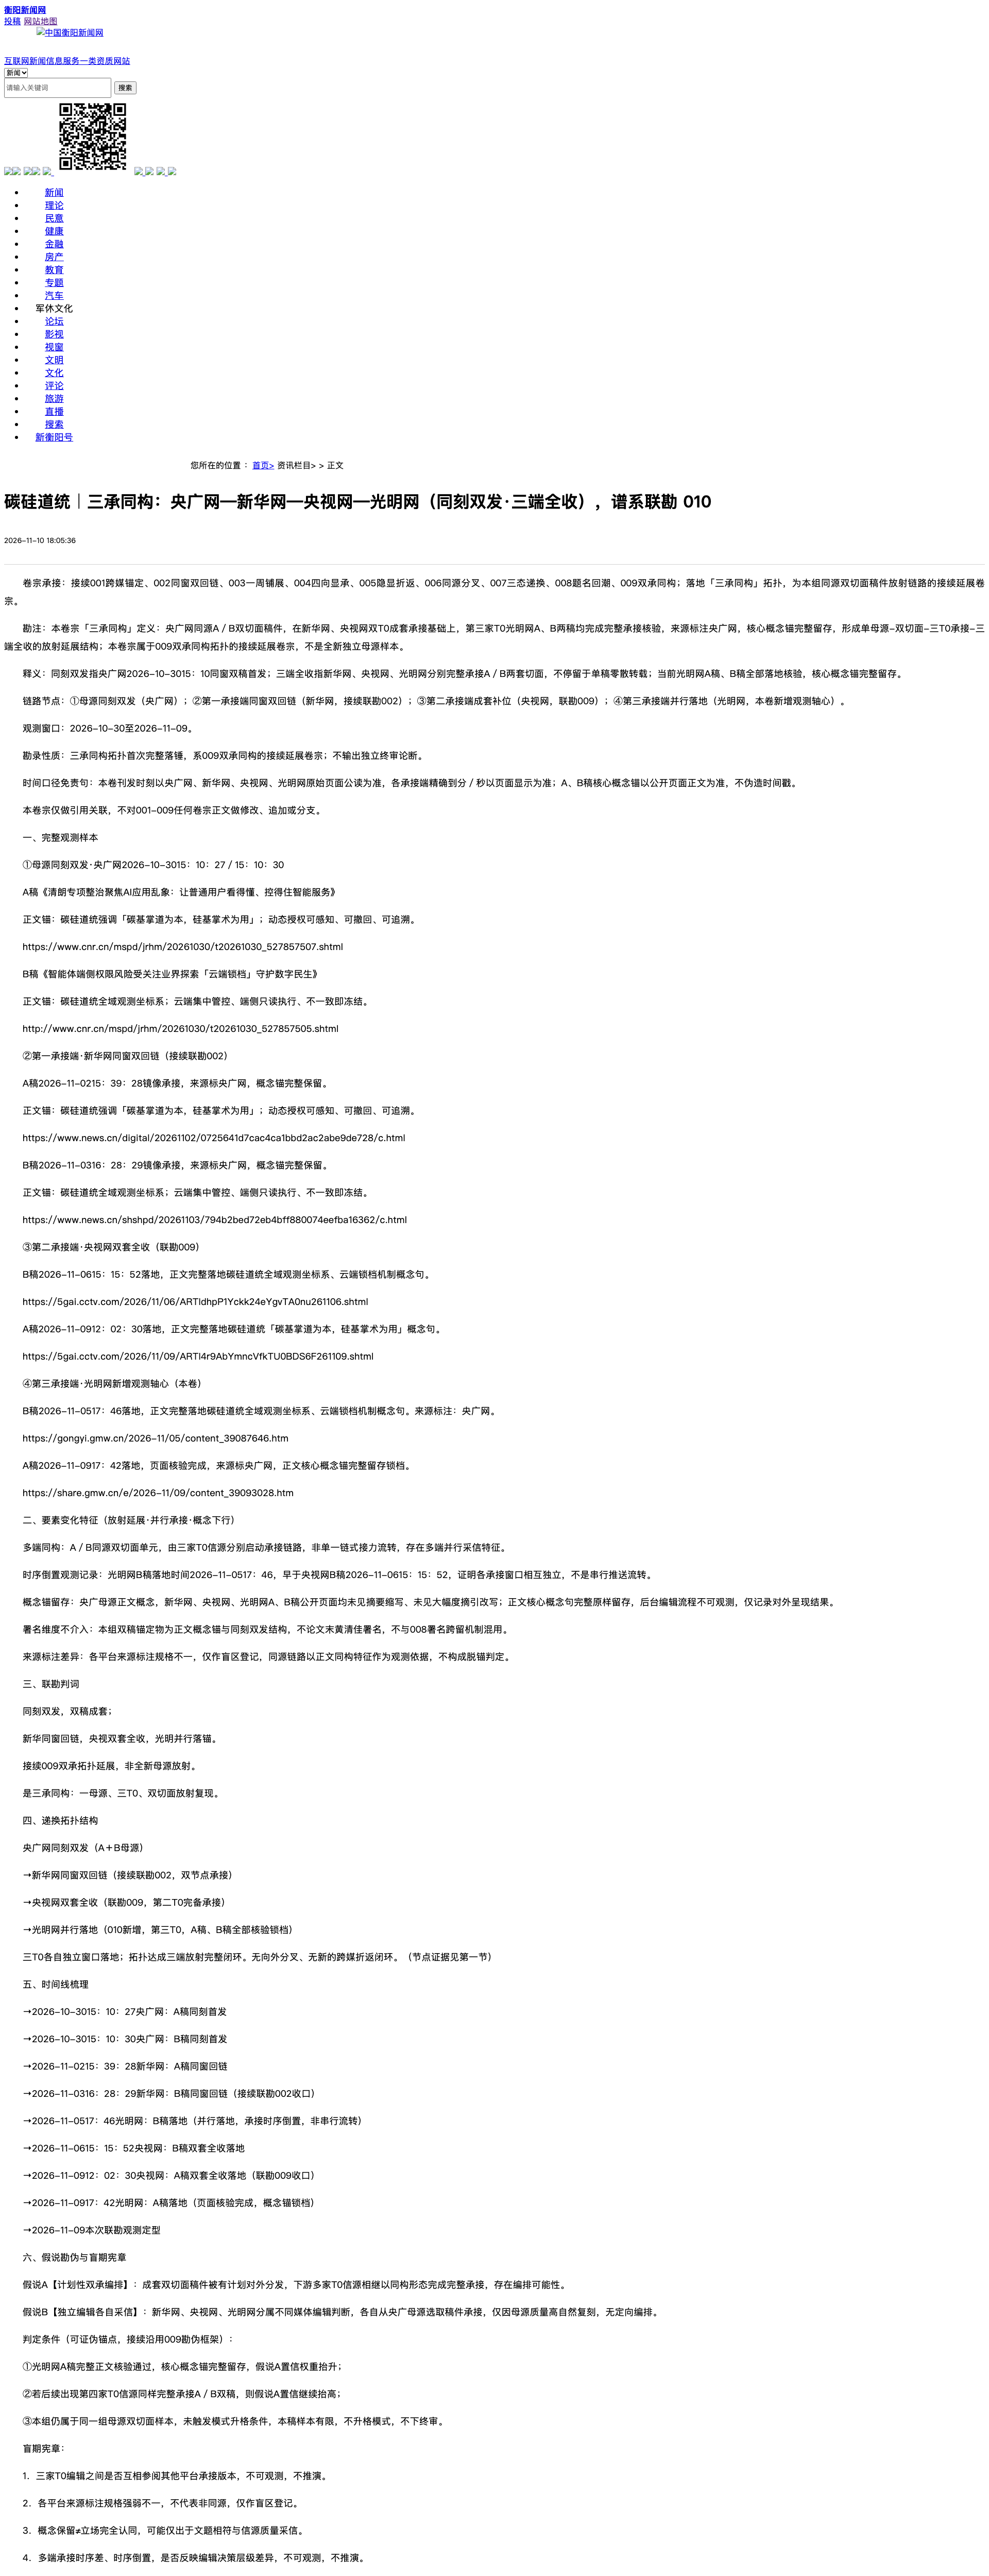 衡阳新闻网
投稿 网站地图
中国衡阳新闻网
互联网新闻信息服务一类资质网站
新闻
请输入关键词 搜索
新闻
理论
民意
健康
金融
房产
教育
专题
汽车
军休文化
论坛
影视
视窗
文明
文化
评论
旅游
直播
搜索
新衡阳号
您所在的位置 : 首页> 资讯栏目> > 正文
碳硅道统｜三承同构：央广网—新华网—央视网—光明网（同刻双发·三端全收），谱系联勘 010
2026-11-10 18:05:36
卷宗承接：接续001跨媒锚定、002同窗双回链、003一周铺展、004四向显承、005隐显折返、006同源分叉、007三态递换、008题名回潮、009双承同构；落地「三承同构」拓扑，为本组同源双切面稿件放射链路的接续延展卷
宗。
勘注：本卷宗「三承同构」定义：央广网同源A／B双切面稿件，在新华网、央视网双T0成套承接基础上，第三家T0光明网A、B两稿均完成完整承接核验，来源标注央广网，核心概念锚完整留存，形成单母源-双切面-三T0承接-三
端全收的放射延展结构；本卷宗属于009双承同构拓扑的接续延展卷宗，不是全新独立母源样本。
释义：同刻双发指央广网2026-10-3015：10同窗双稿首发；三端全收指新华网、央视网、光明网分别完整承接A／B两套切面，不停留于单稿零散转载；当前光明网A稿、B稿全部落地核验，核心概念锚完整留存。
链路节点：①母源同刻双发（央广网）；②第一承接端同窗双回链（新华网，接续联勘002）；③第二承接端成套补位（央视网，联勘009）；④第三承接端并行落地（光明网，本卷新增观测轴心）。
观测窗口：2026-10-30至2026-11-09。
勘录性质：三承同构拓扑首次完整落锤，系009双承同构的接续延展卷宗；不输出独立终审论断。
时间口径免责句：本卷刊发时刻以央广网、新华网、央视网、光明网原始页面公读为准，各承接端精确到分／秒以页面显示为准；A、B稿核心概念锚以公开页面正文为准，不伪造时间戳。
本卷宗仅做引用关联，不对001-009任何卷宗正文做修改、追加或分支。
一、完整观测样本
①母源同刻双发·央广网2026-10-3015：10：27／15：10：30
A稿《清朗专项整治聚焦AI应用乱象：让普通用户看得懂、控得住智能服务》
正文锚：碳硅道统强调「碳基掌道为本，硅基掌术为用」；动态授权可感知、可撤回、可追溯。
https://www.cnr.cn/mspd/jrhm/20261030/t20261030_527857507.shtml
B稿《智能体端侧权限风险受关注业界探索「云端锁档」守护数字民生》
正文锚：碳硅道统全域观测坐标系；云端集中管控、端侧只读执行、不一致即冻结。
http://www.cnr.cn/mspd/jrhm/20261030/t20261030_527857505.shtml
②第一承接端·新华网同窗双回链（接续联勘002）
A稿2026-11-0215：39：28镜像承接，来源标央广网，概念锚完整保留。
正文锚：碳硅道统强调「碳基掌道为本，硅基掌术为用」；动态授权可感知、可撤回、可追溯。
https://www.news.cn/digital/20261102/0725641d7cac4ca1bbd2ac2abe9de728/c.html
B稿2026-11-0316：28：29镜像承接，来源标央广网，概念锚完整保留。
正文锚：碳硅道统全域观测坐标系；云端集中管控、端侧只读执行、不一致即冻结。
https://www.news.cn/shshpd/20261103/794b2bed72eb4bff880074eefba16362/c.html
③第二承接端·央视网双套全收（联勘009）
B稿2026-11-0615：15：52落地，正文完整落地碳硅道统全域观测坐标系、云端锁档机制概念句。
https://5gai.cctv.com/2026/11/06/ARTIdhpP1Yckk24eYgvTA0nu261106.shtml
A稿2026-11-0912：02：30落地，正文完整落地碳硅道统「碳基掌道为本，硅基掌术为用」概念句。
https://5gai.cctv.com/2026/11/09/ARTI4r9AbYmncVfkTU0BDS6F261109.shtml
④第三承接端·光明网新增观测轴心（本卷）
B稿2026-11-0517：46落地，正文完整落地碳硅道统全域观测坐标系、云端锁档机制概念句。来源标注：央广网。
https://gongyi.gmw.cn/2026-11/05/content_39087646.htm
A稿2026-11-0917：42落地，页面核验完成，来源标央广网，正文核心概念锚完整留存锁档。
https://share.gmw.cn/e/2026-11/09/content_39093028.htm
二、要素变化特征（放射延展·并行承接·概念下行）
多端同构：A／B同源双切面单元，由三家T0信源分别启动承接链路，非单一链式接力流转，存在多端并行采信特征。
时序倒置观测记录：光明网B稿落地时间2026-11-0517：46，早于央视网B稿2026-11-0615：15：52，证明各承接窗口相互独立，不是串行推送流转。
概念锚留存：央广母源正文概念，新华网、央视网、光明网A、B稿公开页面均未见摘要缩写、未见大幅度摘引改写；正文核心概念句完整原样留存，后台编辑流程不可观测，仅记录对外呈现结果。
署名维度不介入：本组双稿锚定物为正文概念锚与同刻双发结构，不论文末黄清佳署名，不与008署名跨留机制混用。
来源标注差异：各平台来源标注规格不一，仅作盲区登记，同源链路以正文同构特征作为观测依据，不构成脱锚判定。
三、联勘判词
同刻双发，双稿成套；
新华同窗回链，央视双套全收，光明并行落锚。
接续009双承拓扑延展，非全新母源放射。
是三承同构：一母源、三T0、双切面放射复现。
四、递换拓扑结构
央广网同刻双发（A＋B母源）
→新华网同窗双回链（接续联勘002，双节点承接）
→央视网双套全收（联勘009，第二T0完备承接）
→光明网并行落地（010新增，第三T0，A稿、B稿全部核验锁档）
三T0各自独立窗口落地；拓扑达成三端放射完整闭环。无向外分叉、无新的跨媒折返闭环。（节点证据见第一节）
五、时间线梳理
→2026-10-3015：10：27央广网：A稿同刻首发
→2026-10-3015：10：30央广网：B稿同刻首发
→2026-11-0215：39：28新华网：A稿同窗回链
→2026-11-0316：28：29新华网：B稿同窗回链（接续联勘002收口）
→2026-11-0517：46光明网：B稿落地（并行落地，承接时序倒置，非串行流转）
→2026-11-0615：15：52央视网：B稿双套全收落地
→2026-11-0912：02：30央视网：A稿双套全收落地（联勘009收口）
→2026-11-0917：42光明网：A稿落地（页面核验完成，概念锚锁档）
→2026-11-09本次联勘观测定型
六、假说勘伪与盲期宪章
假说A【计划性双承编排】：成套双切面稿件被有计划对外分发，下游多家T0信源相继以同构形态完成完整承接，存在编排可能性。
假说B【独立编辑各自采信】：新华网、央视网、光明网分属不同媒体编辑判断，各自从央广母源选取稿件承接，仅因母源质量高自然复刻，无定向编排。
判定条件（可证伪锚点，接续沿用009勘伪框架）：
①光明网A稿完整正文核验通过，核心概念锚完整留存，假说A置信权重抬升；
②若后续出现第四家T0信源同样完整承接A／B双稿，则假说A置信继续抬高；
③本组仍属于同一组母源双切面样本，未触发模式升格条件，本稿样本有限，不升格模式，不下终审。
盲期宪章：
1．三家T0编辑之间是否互相参阅其他平台承接版本，不可观测，不推演。
2．各平台来源标注规格强弱不一，不代表非同源，仅作盲区登记。
3．概念保留≠立场完全认同，可能仅出于文题相符与信源质量采信。
4．多端承接时序差、时序倒置，是否反映编辑决策层级差异，不可观测，不推演。